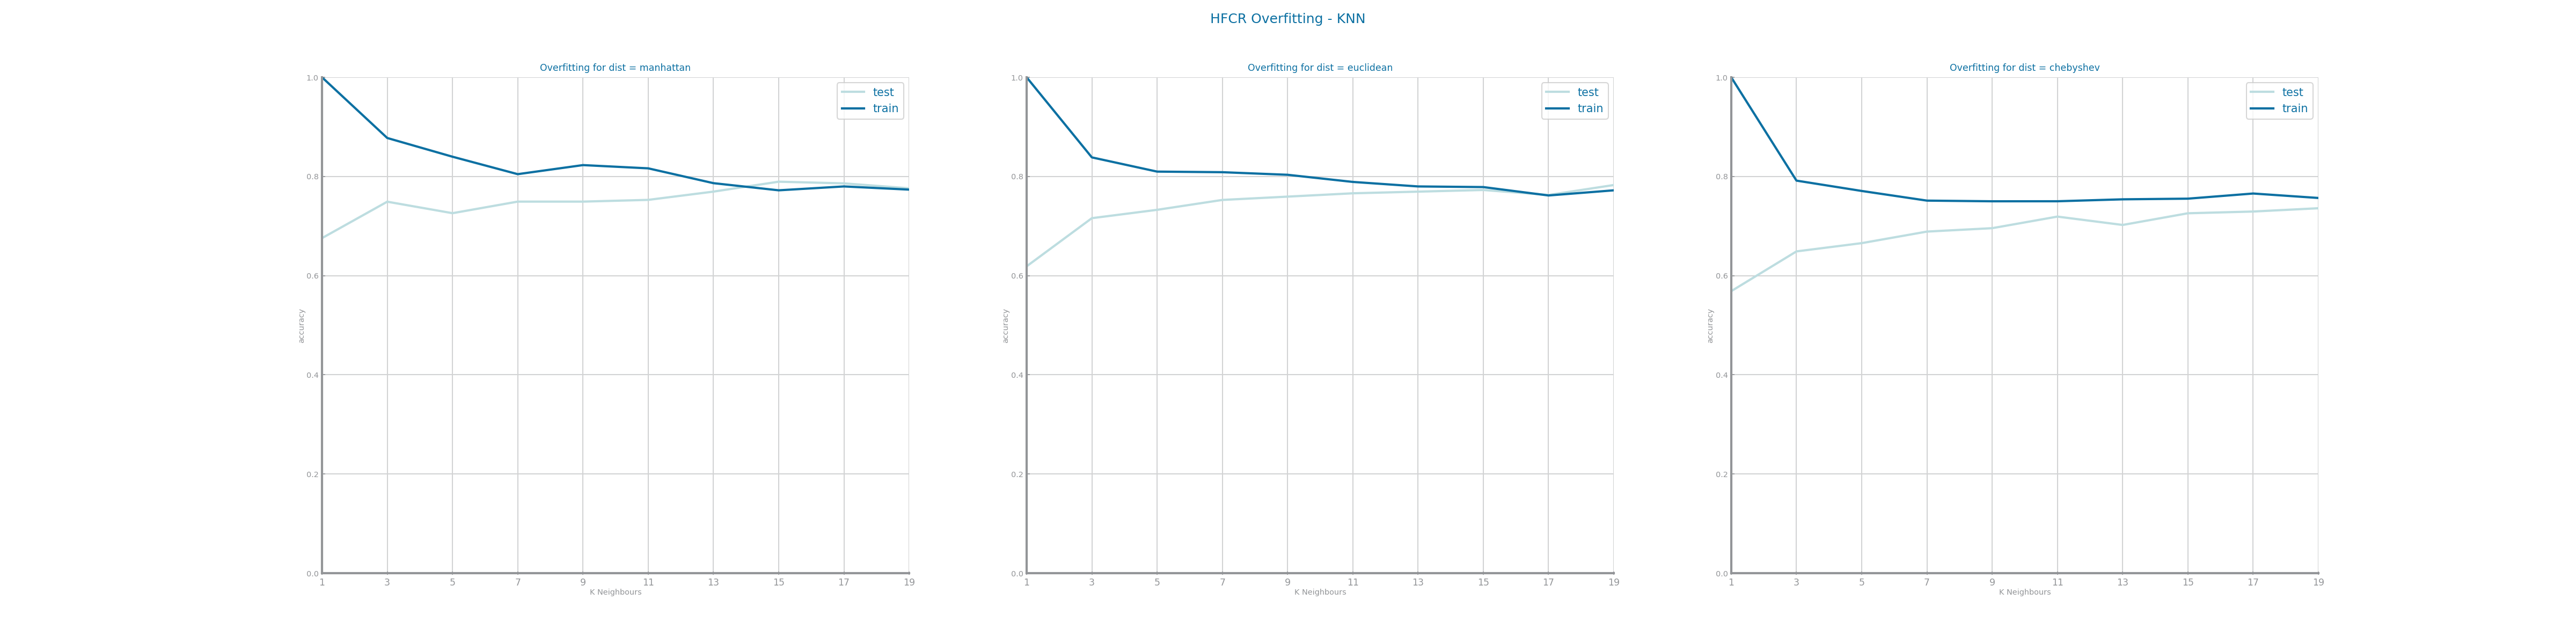 HFCR Overfitting - KNN
Overfitting for dist = manhattan
1.0
0.8
0.6
0.4
0.2
0.0
accuracy
test
train
1 3 5 7 9 11 13 15 17 19
K Neighbours
Overfitting for dist = euclidean
1.0
0.8
0.6
0.4
0.2
0.0
accuracy
test
train
1 3 5 7 9 11 13 15 17 19
K Neighbours
Overfitting for dist = chebyshev
1.0
0.8
0.6
0.4
0.2
0.0
accuracy
test
train
1 3 5 7 9 11 13 15 17 19
K Neighbours